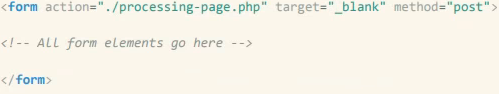 <form action="./processing-page.php" target="_blank" method="post">
<!-- All form elements go here -->
</form>